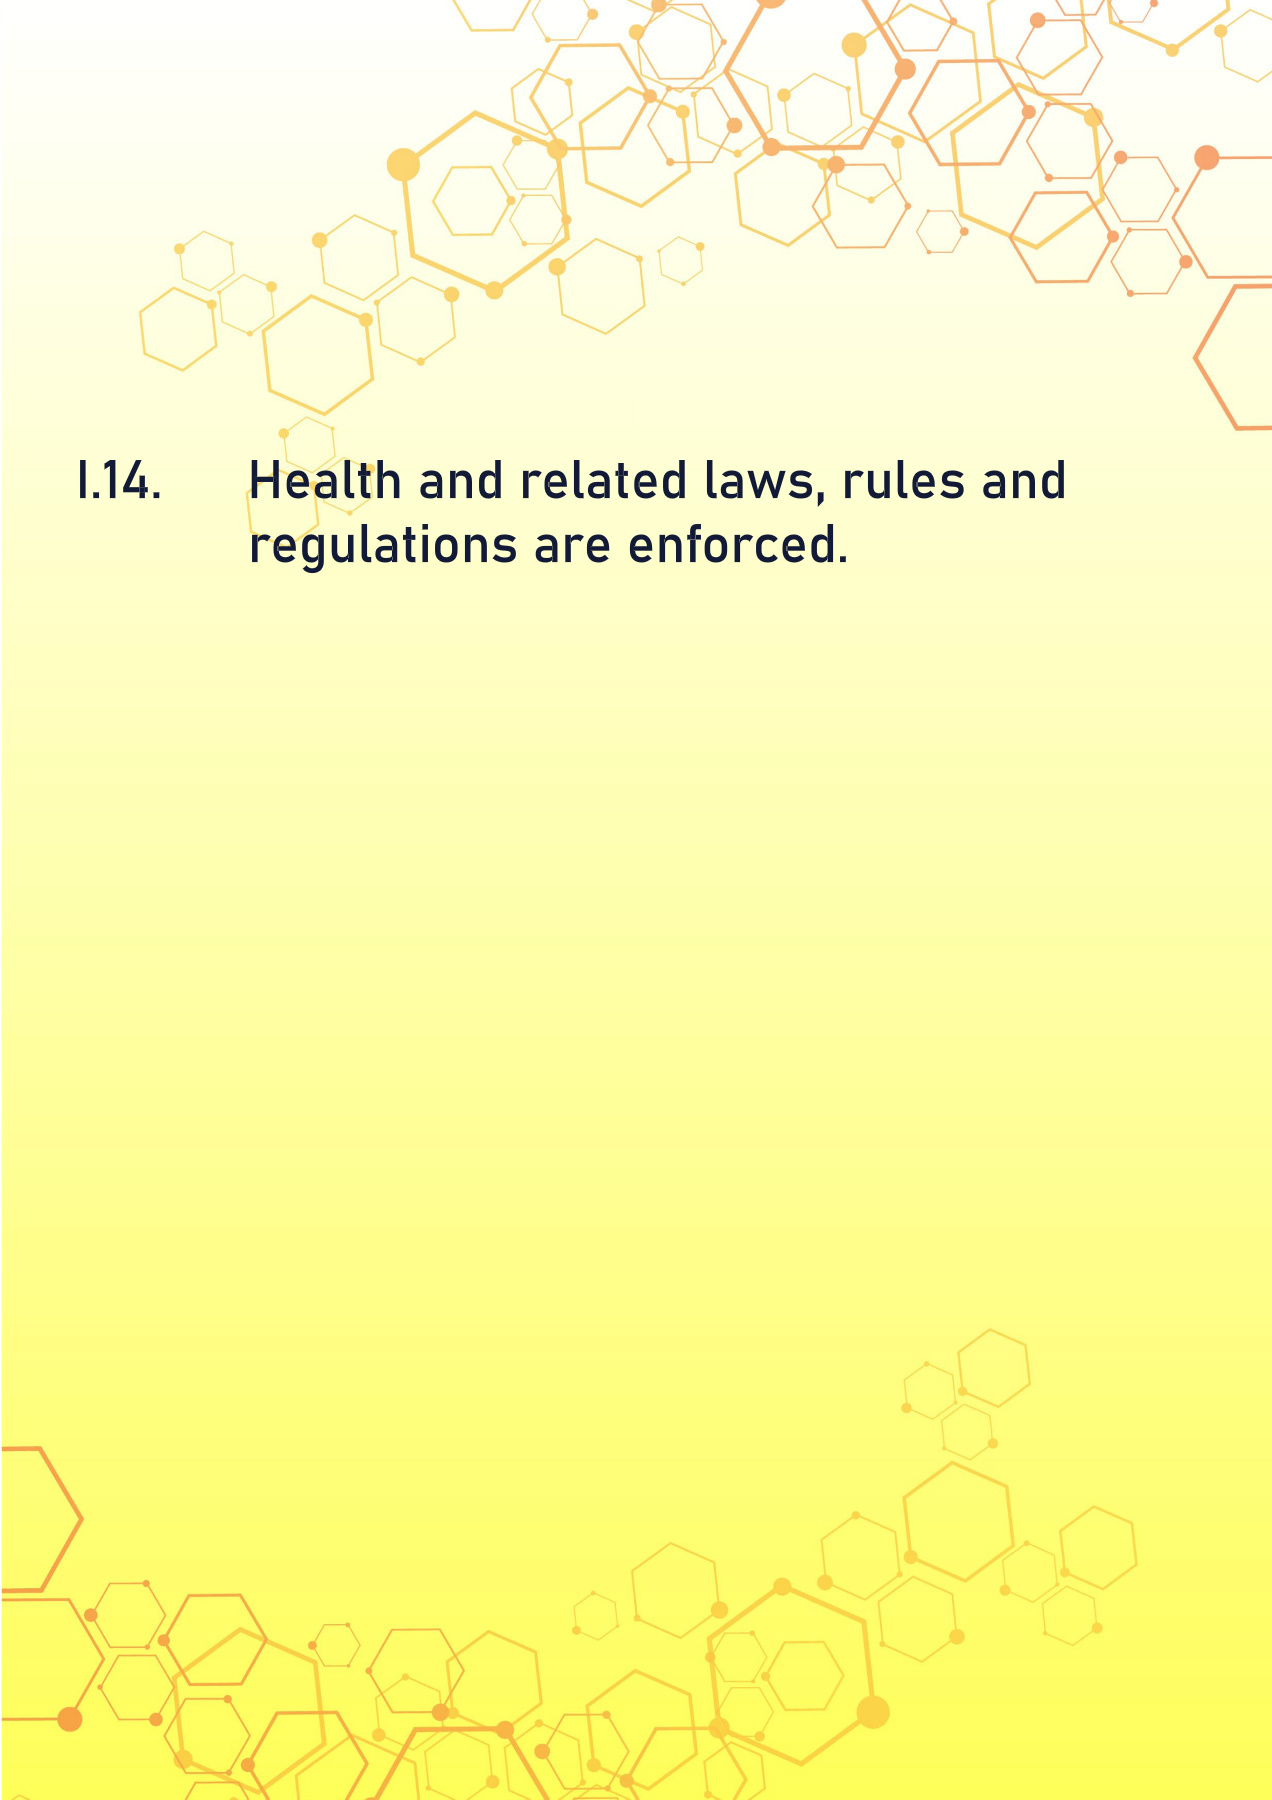 I.14. Health and related laws, rules and
regulations are enforced.